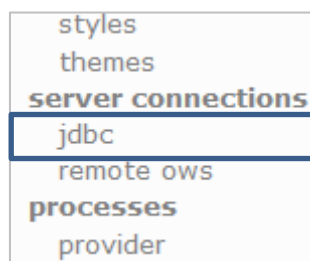 styles
themes
server connections
jdbc
remote ows
processes
provider